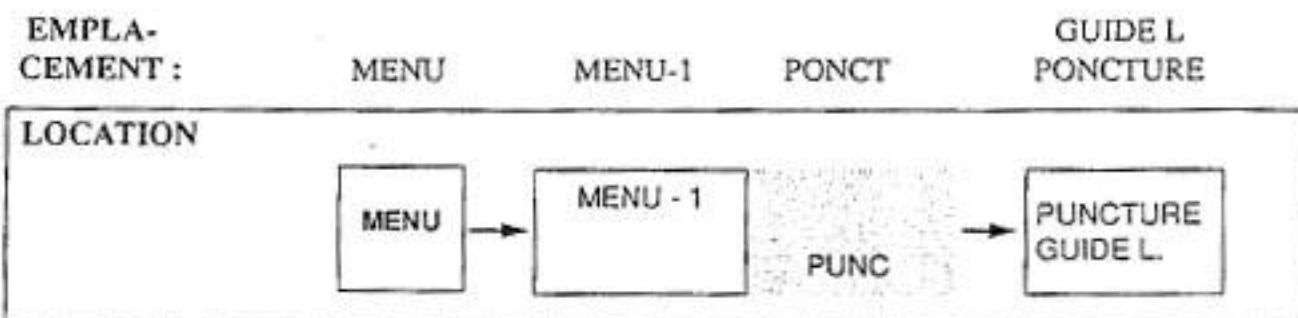 EMPLA-
CEMENT : MENU MENU-1 PONCT GUIDE L
PONCTURE
LOCATION
MENU
MENU - 1
PUNC
PUNCTURE
GUIDE L.